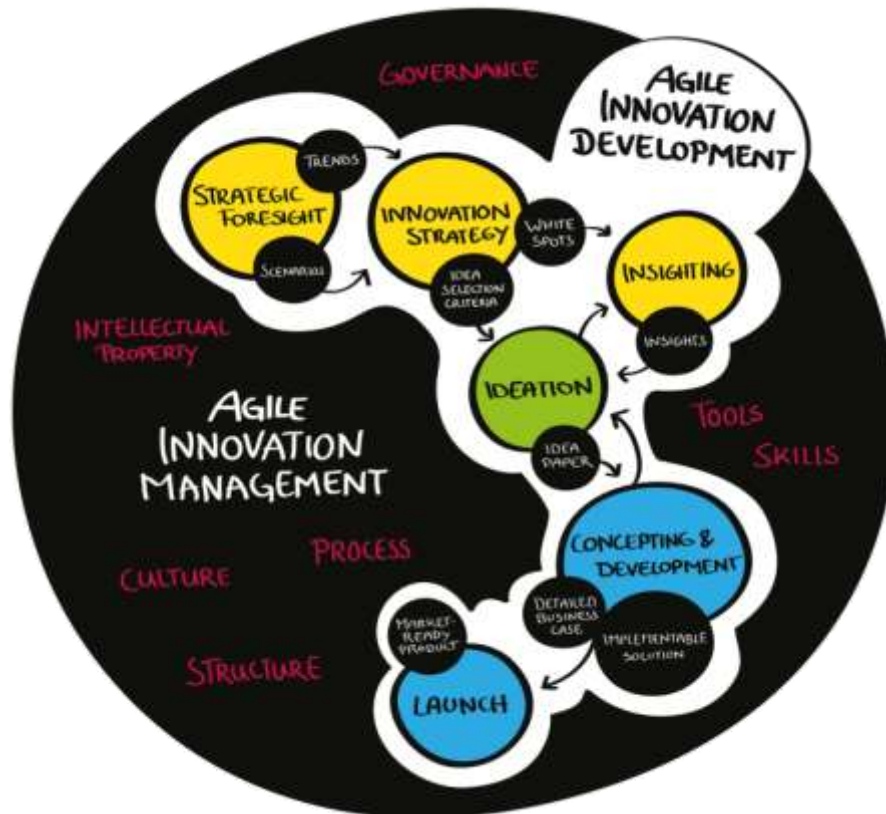 GOVERNANCE
AGILE
INNOVATION
DEVELOPMENT
TRENDS
STRATEGIC
FORESIGHT
SCENARIOS
INNOVATION
STRATEGY
WHITE
SPOTS
IDEA
SELECTION
CRITERIA
INSIGHTING
INSIGHTS
INTELLECTUAL
PROPERTY
IDEATION
IDEA
PAPER
TOOLS
SKILLS
AGILE
INNOVATION
MANAGEMENT
PROCESS
CULTURE
STRUCTURE
CONCEPTING &
DEVELOPMENT
DETAILED
BUSINESS
CASE
IMPLEMENTABLE
SOLUTION
MARKET-
READY
PRODUCT
LAUNCH